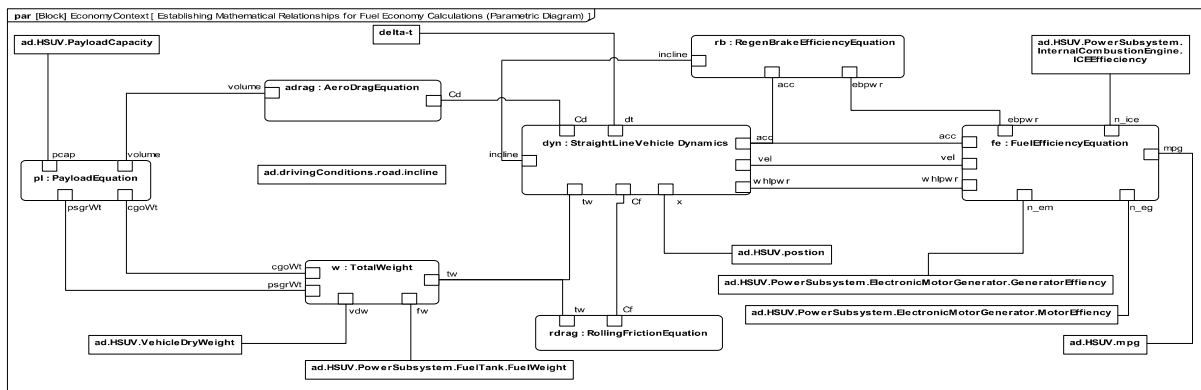 par [Block] EconomyContext [ Establishing Mathematical Relationships for Fuel Economy Calculations (Parametric Diagram) ]
ad.HSUV.PayloadCapacity
delta-t
rb : RegenBrakeEfficiencyEquation
incline
acc
ebpwr
ad.HSUV.PowerSubsystem.
InternalCombustionEngine.
ICEEffieciency
volume
adrag : AeroDragEquation
Cd
Cd
dt
incline
dyn : StraightLineVehicle Dynamics
acc
vel
whlpwr
tw
Cf
x
ebpwr
n_ice
acc
vel
whlpwr
fe : FuelEfficiencyEquation
mpg
n_em
n_eg
pcap
volume
pl : PayloadEquation
psgrWt
cgoWt
ad.drivingConditions.road.incline
ad.HSUV.postion
cgoWt
psgrWt
w : TotalWeight
tw
vdw
fw
ad.HSUV.PowerSubsystem.ElectronicMotorGenerator.GeneratorEffiency
ad.HSUV.PowerSubsystem.ElectronicMotorGenerator.MotorEffiency
tw
Cf
rdrag : RollingFrictionEquation
ad.HSUV.VehicleDryWeight
ad.HSUV.mpg
ad.HSUV.PowerSubsystem.FuelTank.FuelWeight